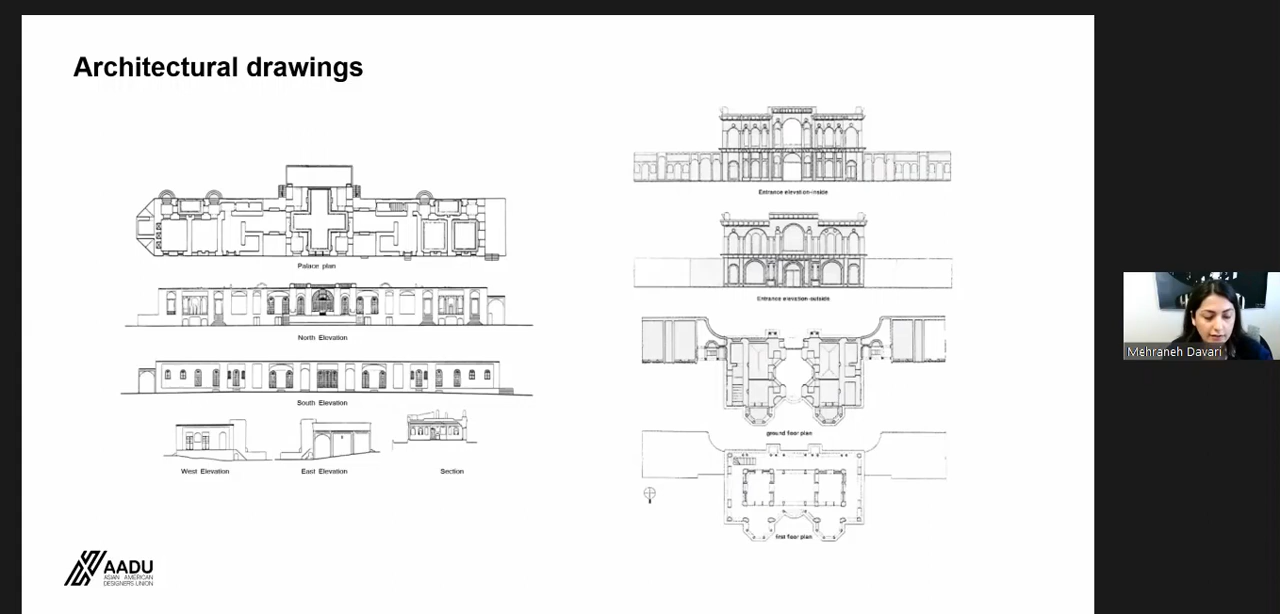 Architectural drawings
Palace plan
North Elevation
South Elevation
West Elevation
East Elevation
Section
Entrance elevation-inside
Entrance elevation-outside
ground floor plan
first floor plan
AADU
ASIAN AMERICAN
DESIGNERS UNION
Mehraneh Davari